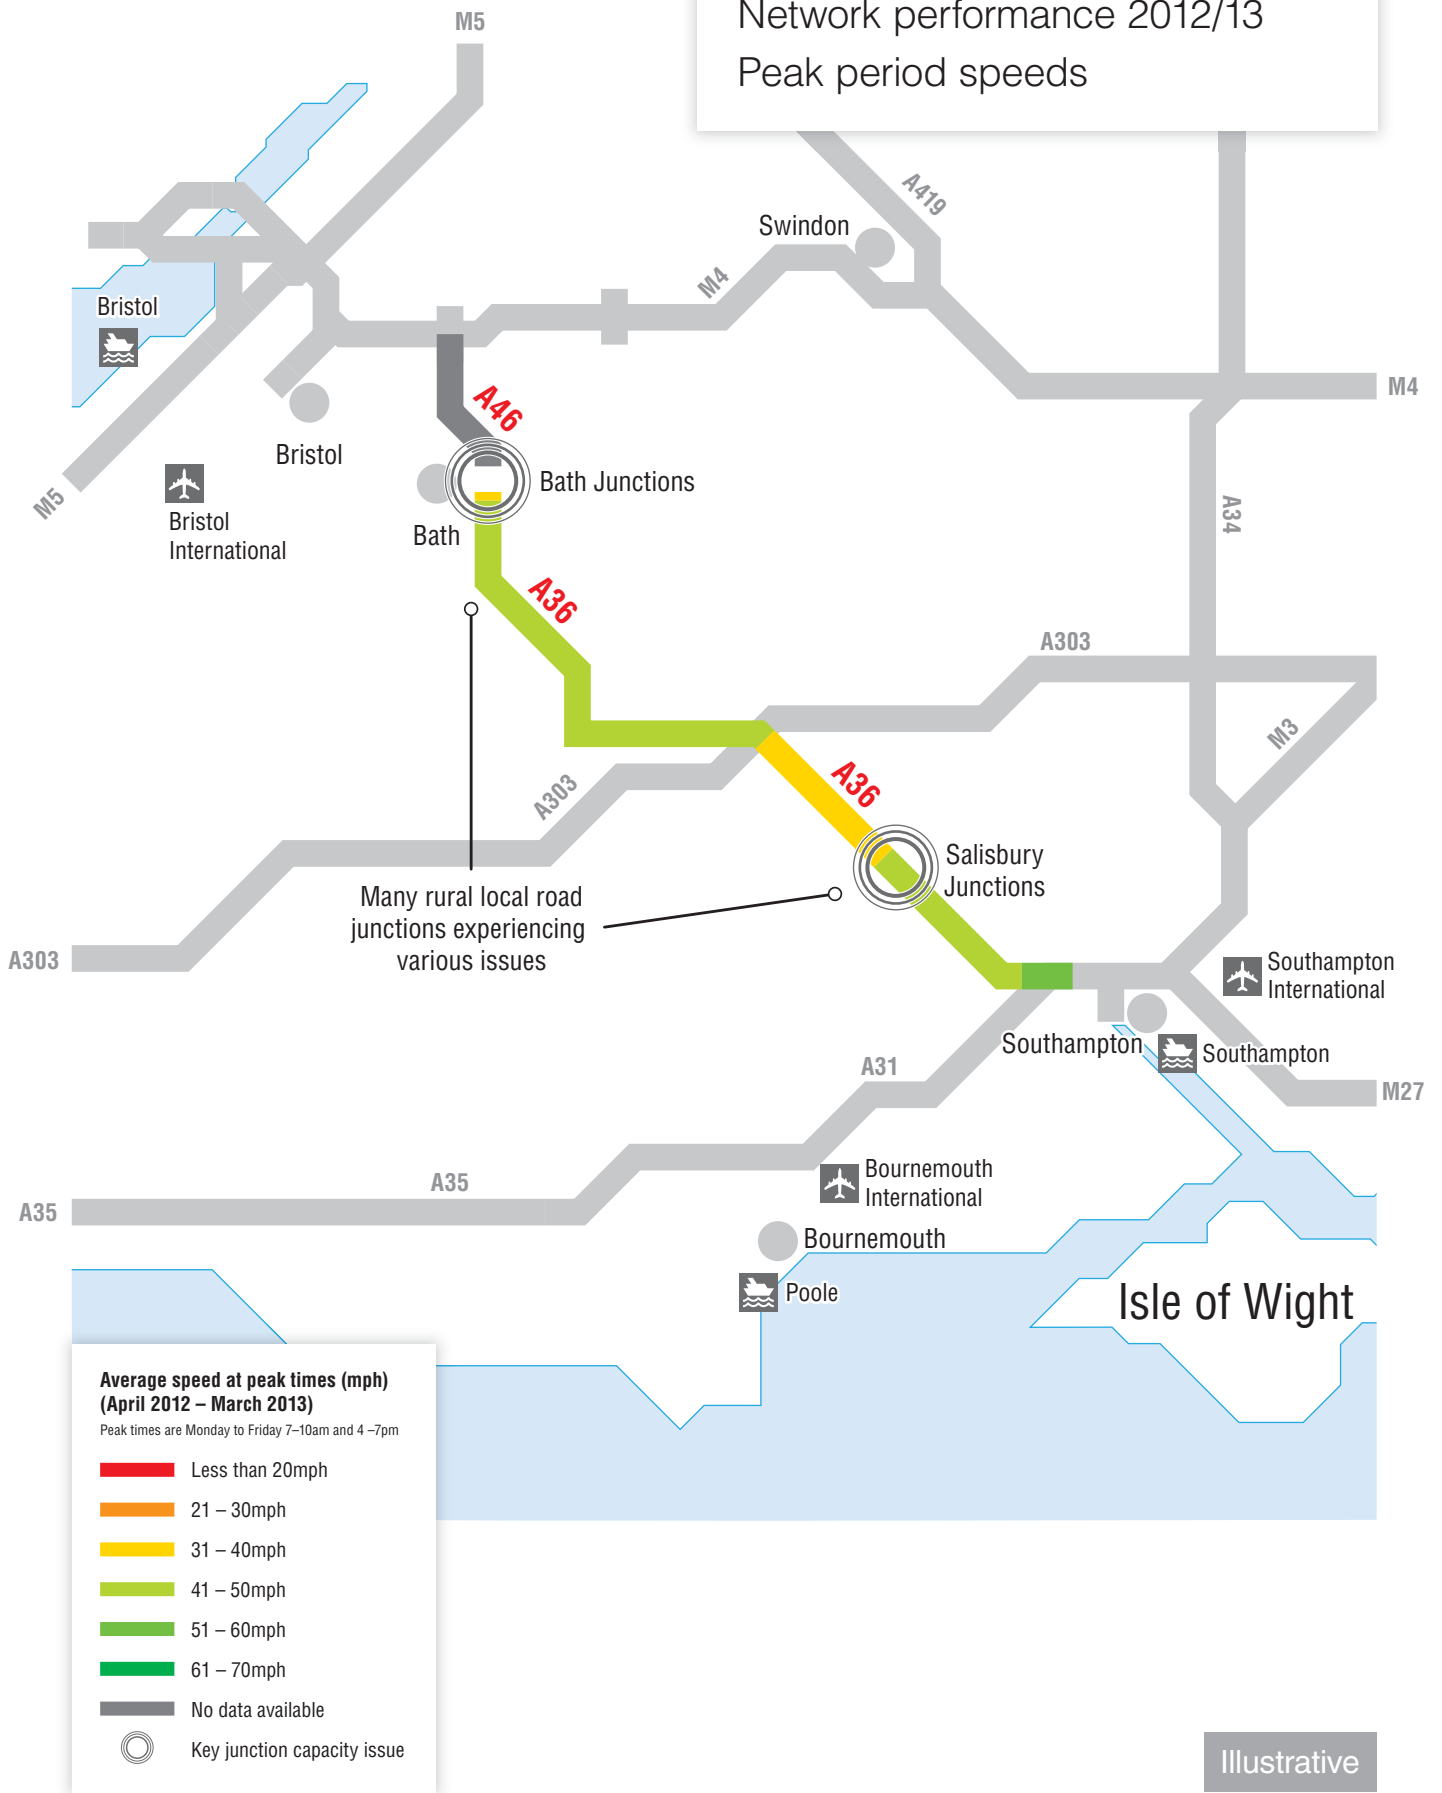 Network performance 2012/13
Peak period speeds
M5
A419
Swindon
M4
Bristol
A46
M4
Bristol
Bath Junctions
M5
Bristol
International
A34
Bath
A36
A303
M3
A303
A36
Salisbury
Junctions
Many rural local road
junctions experiencing
various issues
A303
Southampton
International
Southampton
Southampton
A31
M27
Bournemouth
International
A35
A35
Bournemouth
Poole
Isle of Wight
Average speed at peak times (mph)
(April 2012 – March 2013)
Peak times are Monday to Friday 7–10am and 4 –7pm
Less than 20mph
21 – 30mph
31 – 40mph
41 – 50mph
51 – 60mph
61 – 70mph
No data available
Key junction capacity issue
Illustrative